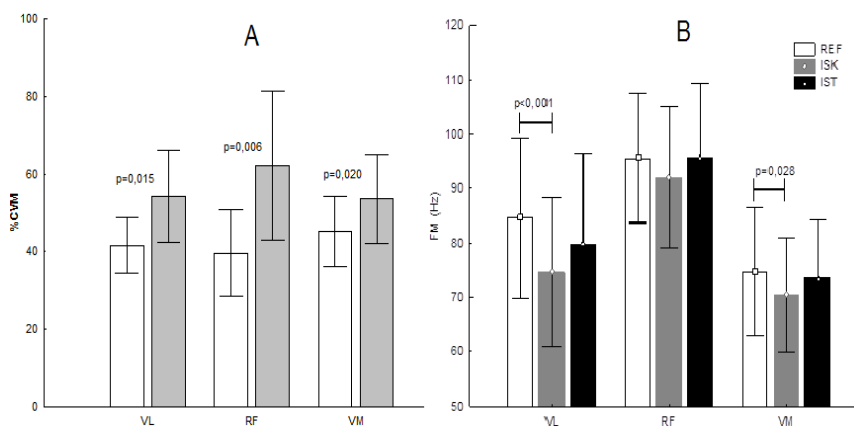 A
100
80
60
40
20
0
%CVM
p=0,015
p=0,006
p=0,020
VL
RF
VM
B
120
110
100
90
80
70
60
50
FM (Hz)
REF
ISK
IST
p<0,001
p=0,028
VL
RF
VM